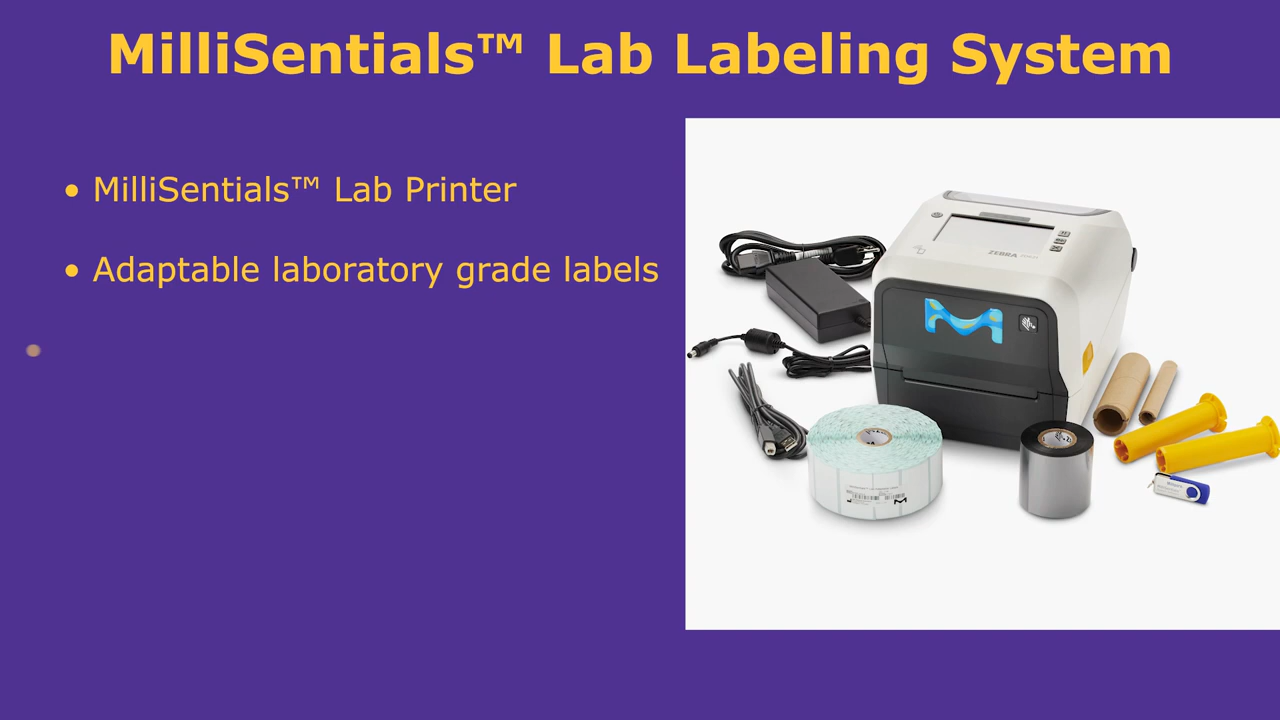 MilliSentials™ Lab Labeling System
• MilliSentials™ Lab Printer
• Adaptable laboratory grade labels
ZEBRA